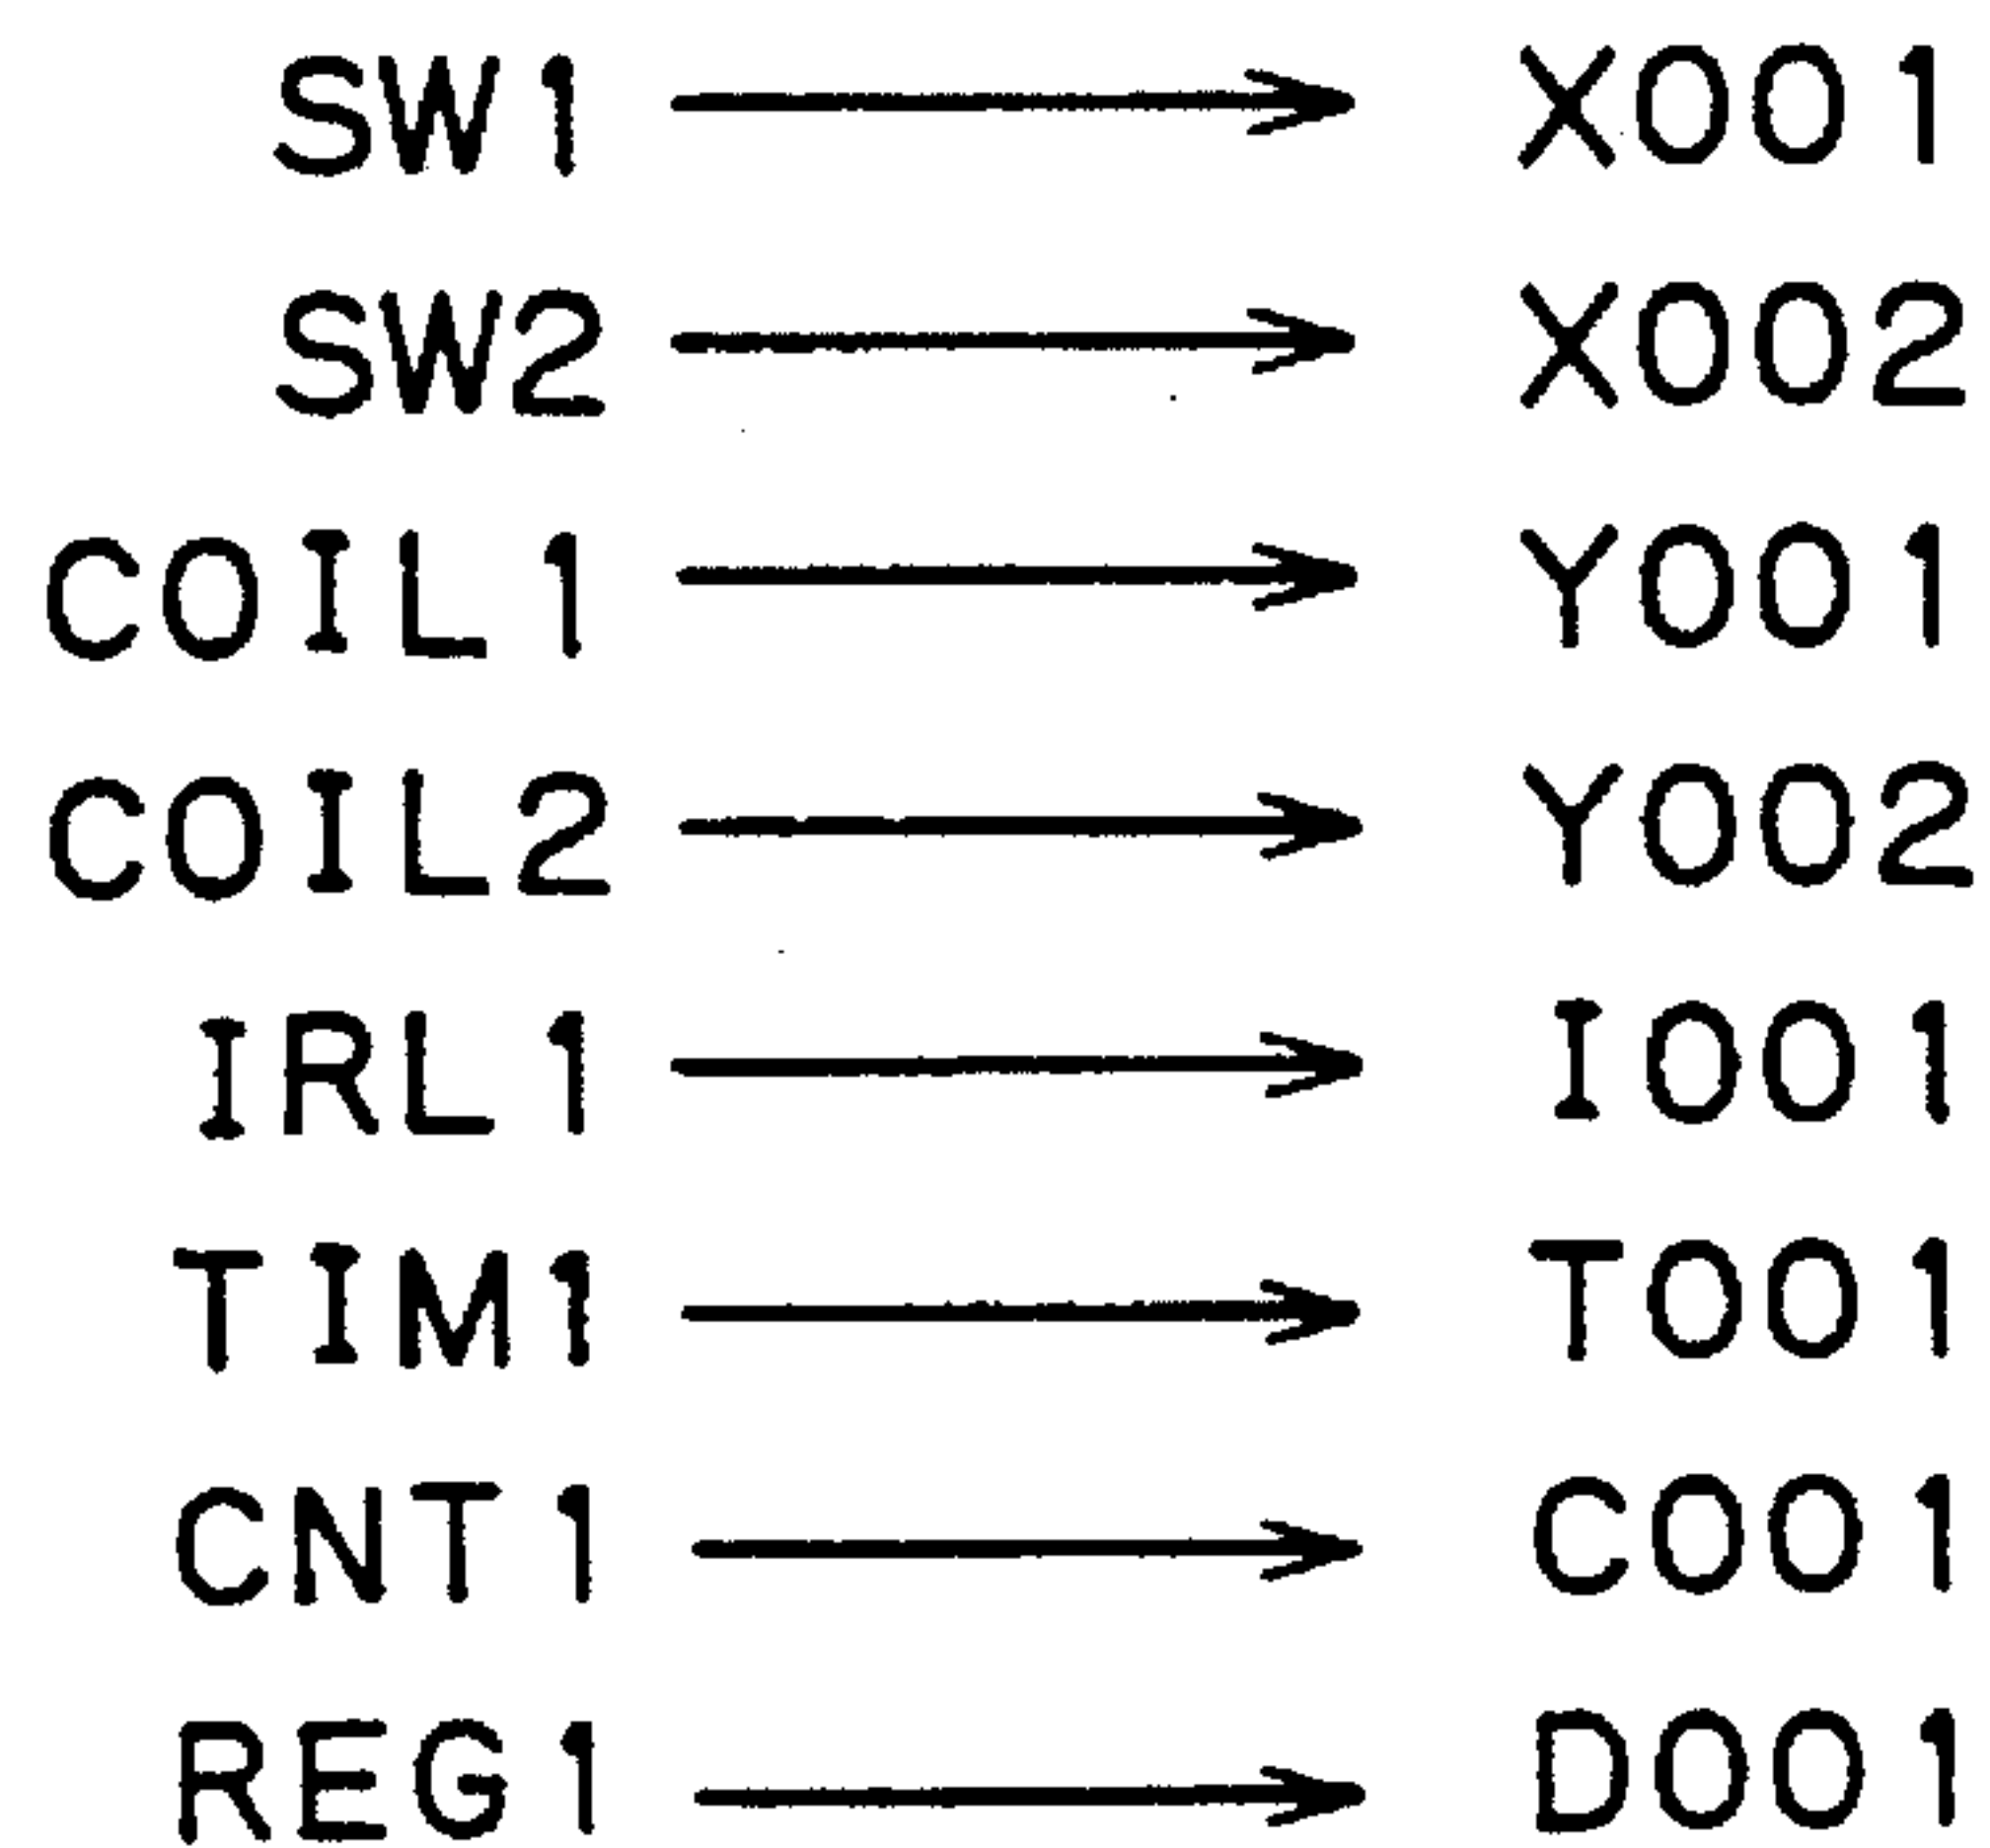 SW1 → X001
SW2 → X002
COIL1 → Y001
COIL2 → Y002
IRL1 → I001
TIM1 → T001
CNT1 → C001
REG1 → D001